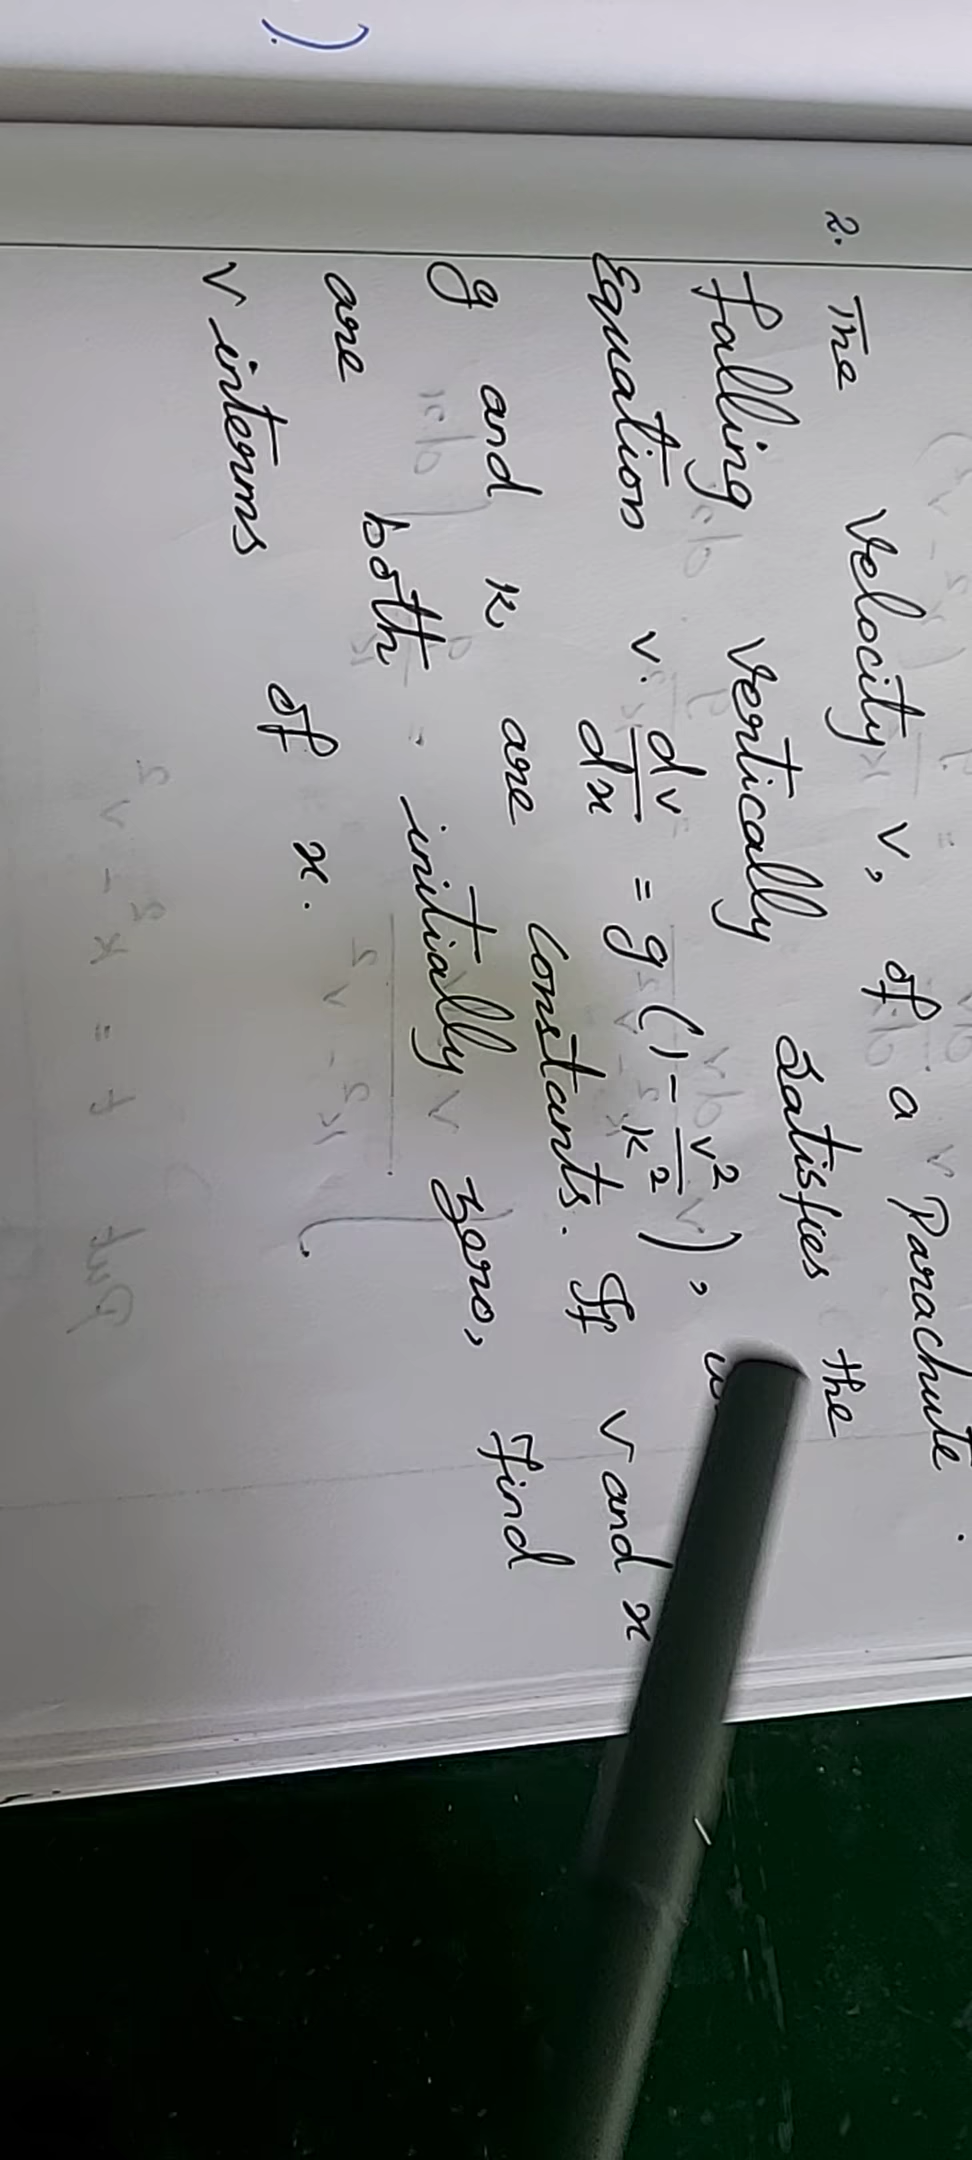 2. The velocity v, of a Parachute
falling vertically satisfies the
Equation v. dv/dx = g(1 - v²/k²),
g and k are constants. If v and x
are both initially zero, find
v interms of x.